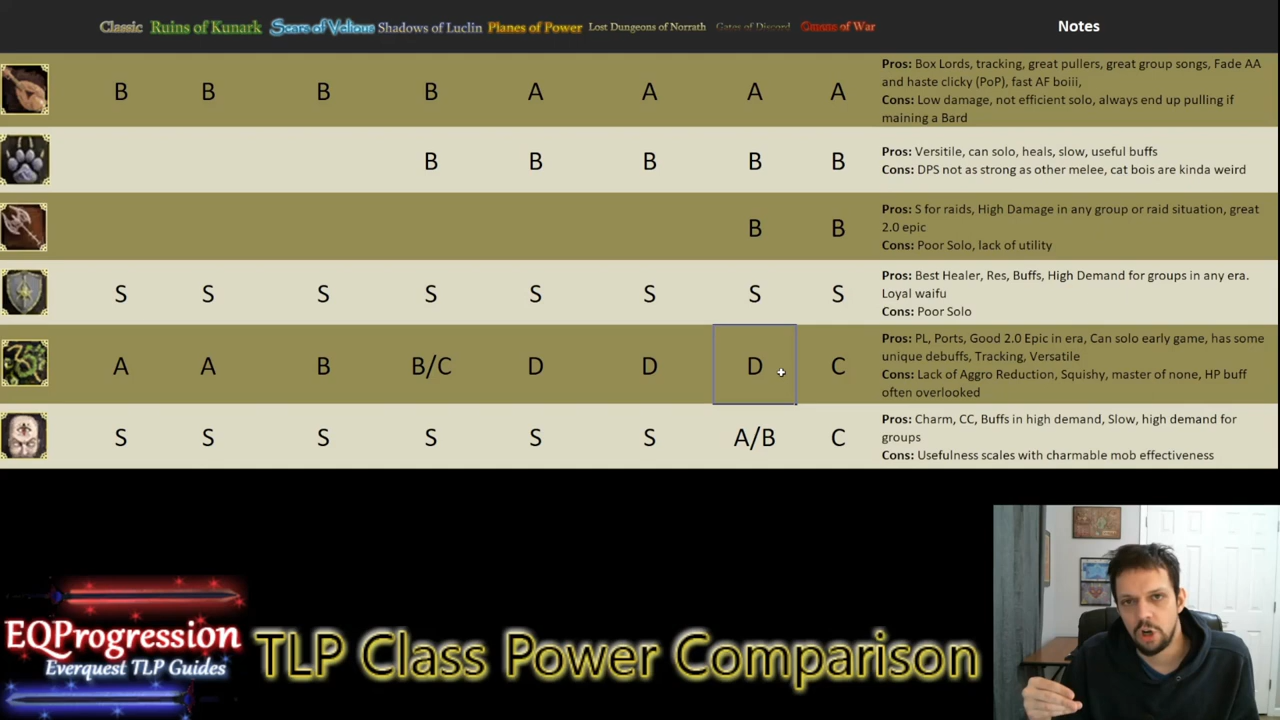 Classic Ruins of Kunark Scars of Velious Shadows of Luclin Planes of Power Lost Dungeons of Norrath Gates of Discord Omens of War Notes
B B B B A A A A
Pros: Box Lords, tracking, great pullers, great group songs, Fade AA
and haste clicky (PoP), fast AF boiii,
Cons: Low damage, not efficient solo, always end up pulling if
maining a Bard
B B B B B
Pros: Versitile, can solo, heals, slow, useful buffs
Cons: DPS not as strong as other melee, cat bois are kinda weird
B B
Pros: S for raids, High Damage in any group or raid situation, great
2.0 epic
Cons: Poor Solo, lack of utility
S S S S S S S S
Pros: Best Healer, Res, Buffs, High Demand for groups in any era.
Loyal waifu
Cons: Poor Solo
A A B B/C D D D C
Pros: PL, Ports, Good 2.0 Epic in era, Can solo early game, has some
unique debuffs, Tracking, Versatile
Cons: Lack of Aggro Reduction, Squishy, master of none, HP buff
often overlooked
S S S S S S A/B C
Pros: Charm, CC, Buffs in high demand, Slow, high demand for
groups
Cons: Usefulness scales with charmable mob effectiveness
EQProgression
Everquest TLP Guides
TLP Class Power Comparison